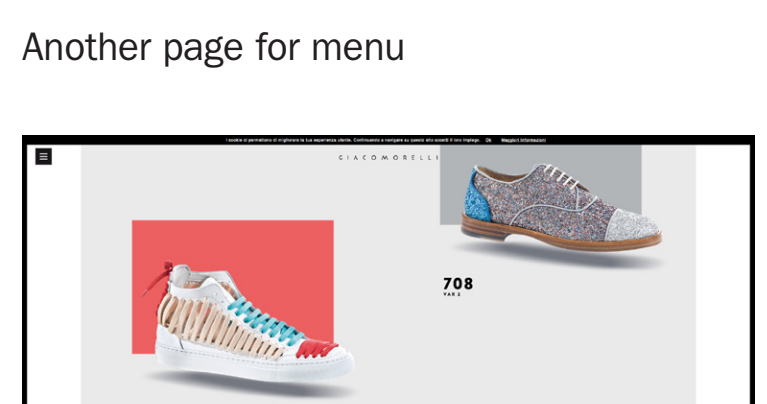 Another page for menu
I cookie ci permettono di migliorare la tua esperienza utente. Continuando a navigare su questo sito accetti il loro impiego. Ok Maggiori Informazioni
GIACOMORELLI
708
VAR 2